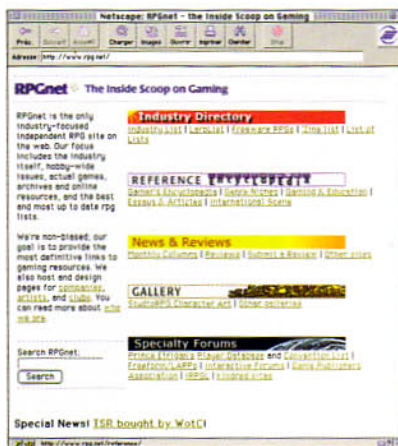 Netscape: RPGnet - the Inside Scoop on Gaming
Charger Images Ouvrir Imprimer Chercher Stop
Adresse: http://www.rpg.net/
RPGnet The Inside Scoop on Gaming
RPGnet is the only
industry-focused
independent RPG site on
the web. Our focus
includes the industry
itself, hobby-wide
issues, actual games,
archives and online
resources, and the best
and most up to date rpg
lists.
We're non-biased; our
goal is to provide the
most definitive links to
gaming resources. We
also host and design
pages for companies,
artists, and clubs. You
can read more about who
we are.
Search RPGnet:
Search
Industry Directory
Industry List | LarpList | Freeware RPGs | Zine list | List of
Lists
REFERENCE ENCYCLOPEDIA
Gamer's Encyclopedia | Genre Niches | Gaming & Education |
Essays & Articles | International Scene
News & Reviews
Monthly Columns | Reviews | Submit a Review | Other sites
GALLERY
StudioRPG Character Art | Other galleries
Specialty Forums
Prince Etrigan's Player Database and Convention List |
Freeform/LARPs | Interactive Forums | Game Publishers
Association | IRPGL | kindred sites
Special News! TSR bought by WotC!
http://www.rpg.net/reference/